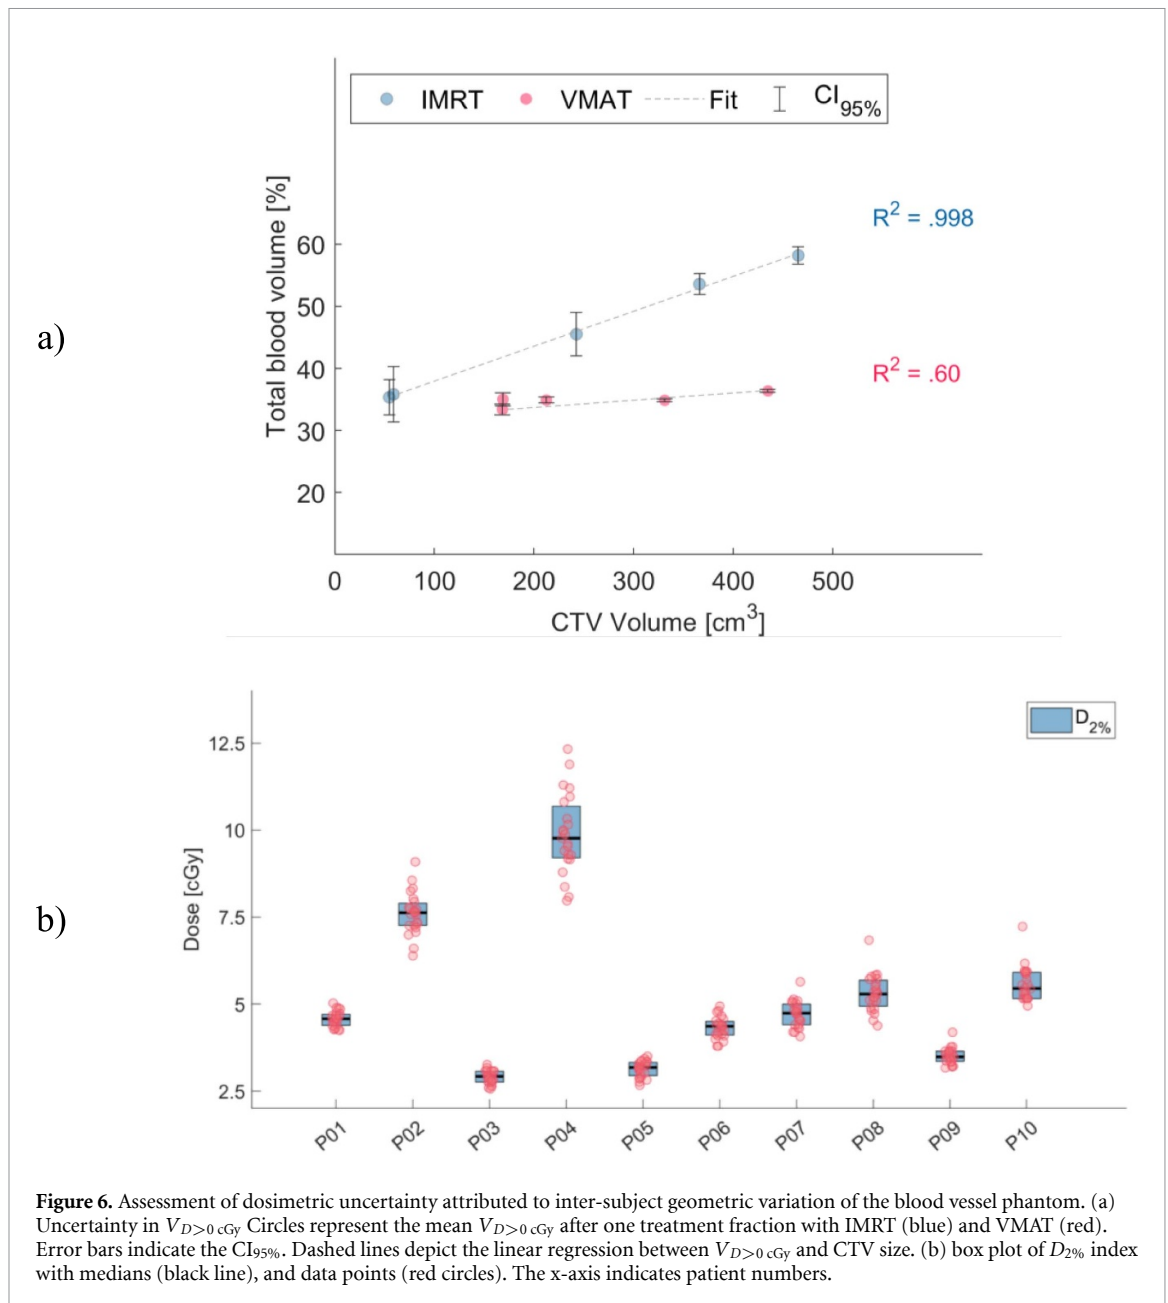 IMRT VMAT Fit CI95%
a)
Total blood volume [%]
R2 = .998
R2 = .60
60
50
40
30
20
0 100 200 300 400 500
CTV Volume [cm3]
b)
D2%
Dose [cGy]
12.5
10
7.5
5
2.5
P01 P02 P03 P04 P05 P06 P07 P08 P09 P10
Figure 6. Assessment of dosimetric uncertainty attributed to inter-subject geometric variation of the blood vessel phantom. (a)
Uncertainty in VD>0 cGy Circles represent the mean VD>0 cGy after one treatment fraction with IMRT (blue) and VMAT (red).
Error bars indicate the CI95%. Dashed lines depict the linear regression between VD>0 cGy and CTV size. (b) box plot of D2% index
with medians (black line), and data points (red circles). The x-axis indicates patient numbers.